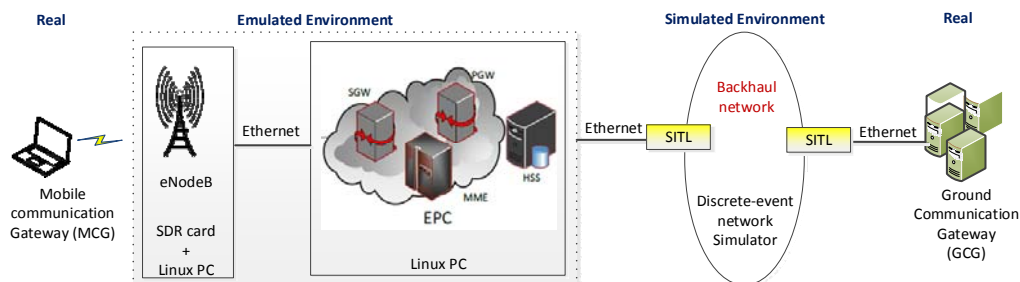 Real
Emulated Environment
Simulated Environment
Real
SGW
PGW
MME
EPC
HSS
Ethernet
Ethernet
Ethernet
SITL
SITL
Backhaul
network
Discrete-event
network
Simulator
eNodeB
SDR card
+
Linux PC
Linux PC
Mobile
communication
Gateway (MCG)
Ground
Communication
Gateway
(GCG)